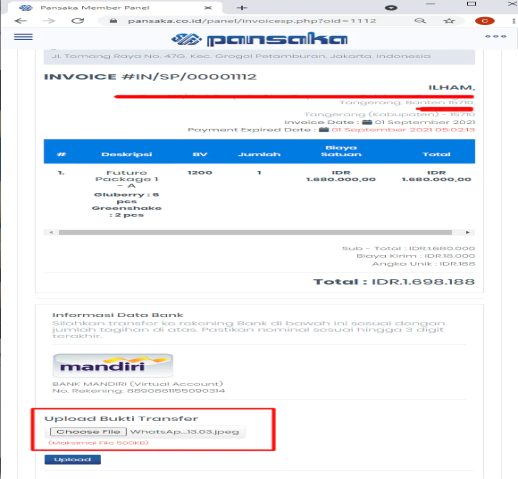 Pansaka Member Panel
pansaka.co.id/panel/invoicesp.php?oid=1112
pansaka
Jl. Tomang Raya No. 47G, Kec. Grogol Petamburan, Jakarta, Indonesia
INVOICE #IN/SP/00001112
ILHAM,
Tangerang, Banten 15710,
Tangerang (Kabupaten) - 15710
Invoice Date : 01 September 2021
Payment Expired Date : 01 September 2021 05:02:13
# Deskripsi BV Jumlah Biaya Satuan Total
1. Future Package 1 - A 1200 1 IDR 1.680.000,00 IDR 1.680.000,00
Gluberry : 6 pcs
Greenshake : 2 pcs
Sub - Total : IDR.1.680.000
Biaya Kirim : IDR.18.000
Angka Unik : IDR.188
Total : IDR.1.698.188
Informasi Data Bank
Silahkan transfer ke rekening Bank di bawah ini sesuai dengan
jumlah tagihan di atas, Pastikan nominal sesuai hingga 3 digit
terakhir.
mandiri
BANK MANDIRI (Virtual Account)
No. Rekening:
Upload Bukti Transfer
Choose File WhatsAp...13.03.jpeg
(Maksimal File 500KB)
Upload